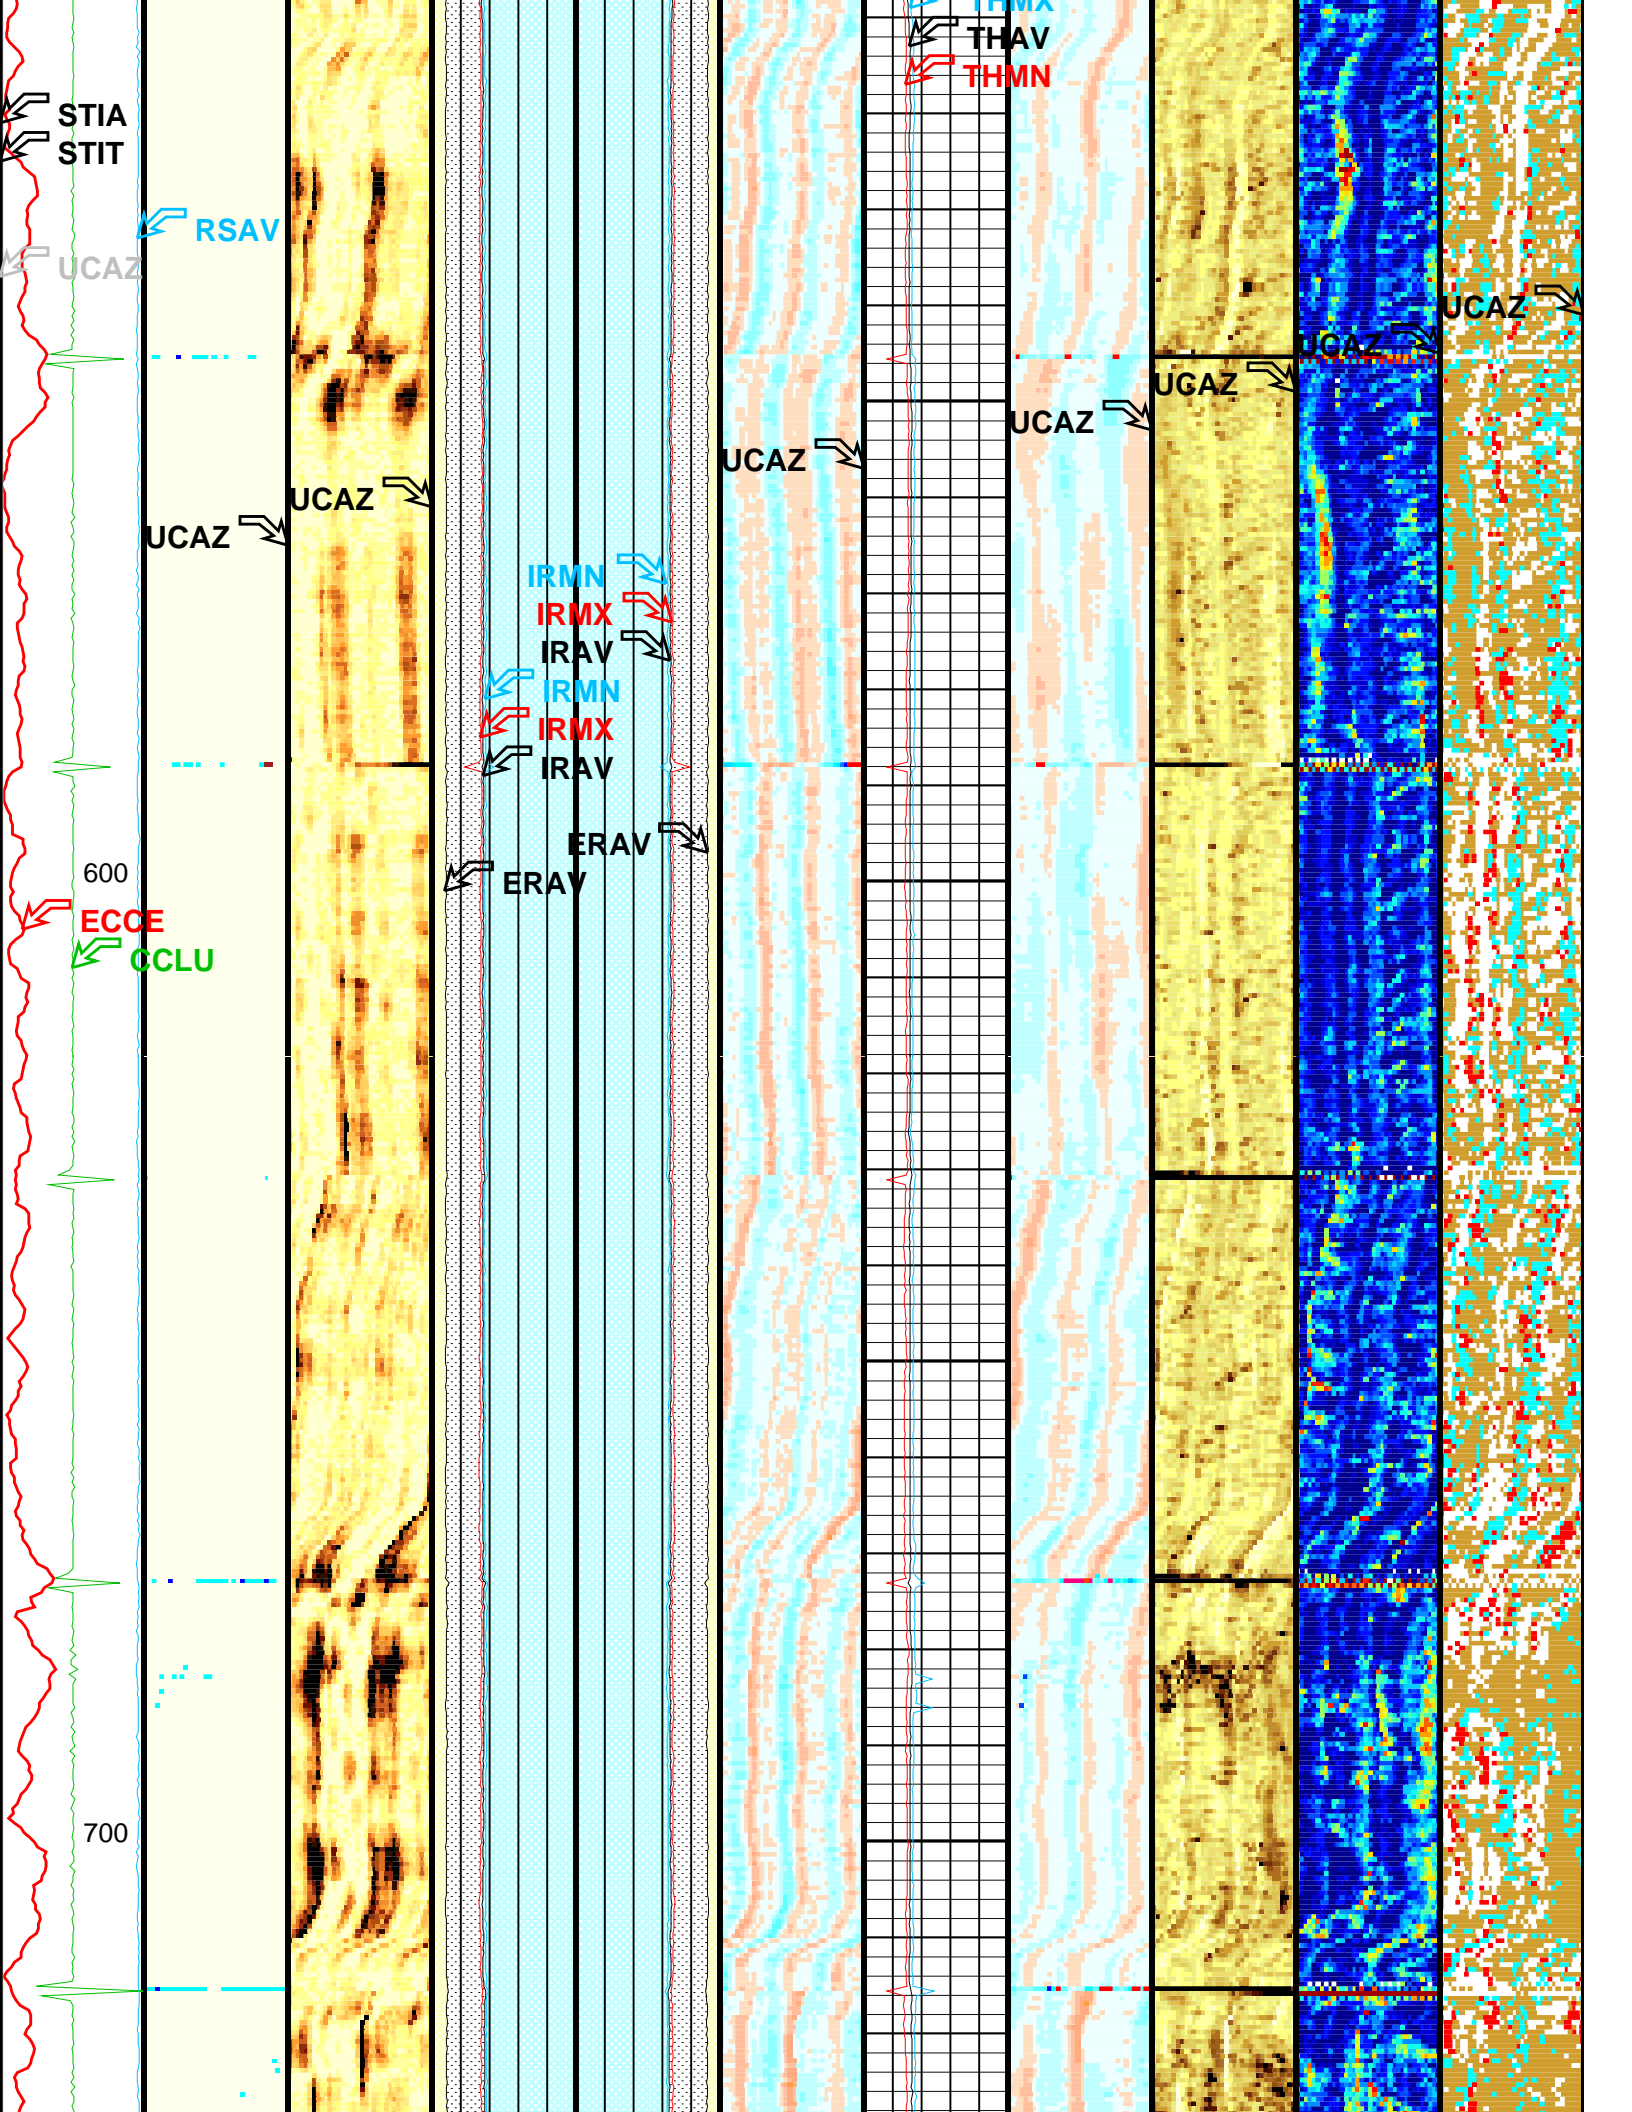 THMX
THAV
THMN
STIA
STIT
RSAV
UCAZ
UCAZ
UCAZ
UCAZ
UCAZ
UCAZ
UCAZ
UCAZ
IRMN
IRMX
IRAV
IRMN
IRMX
IRAV
ERAV
600
ERAV
ECCE
CCLU
700